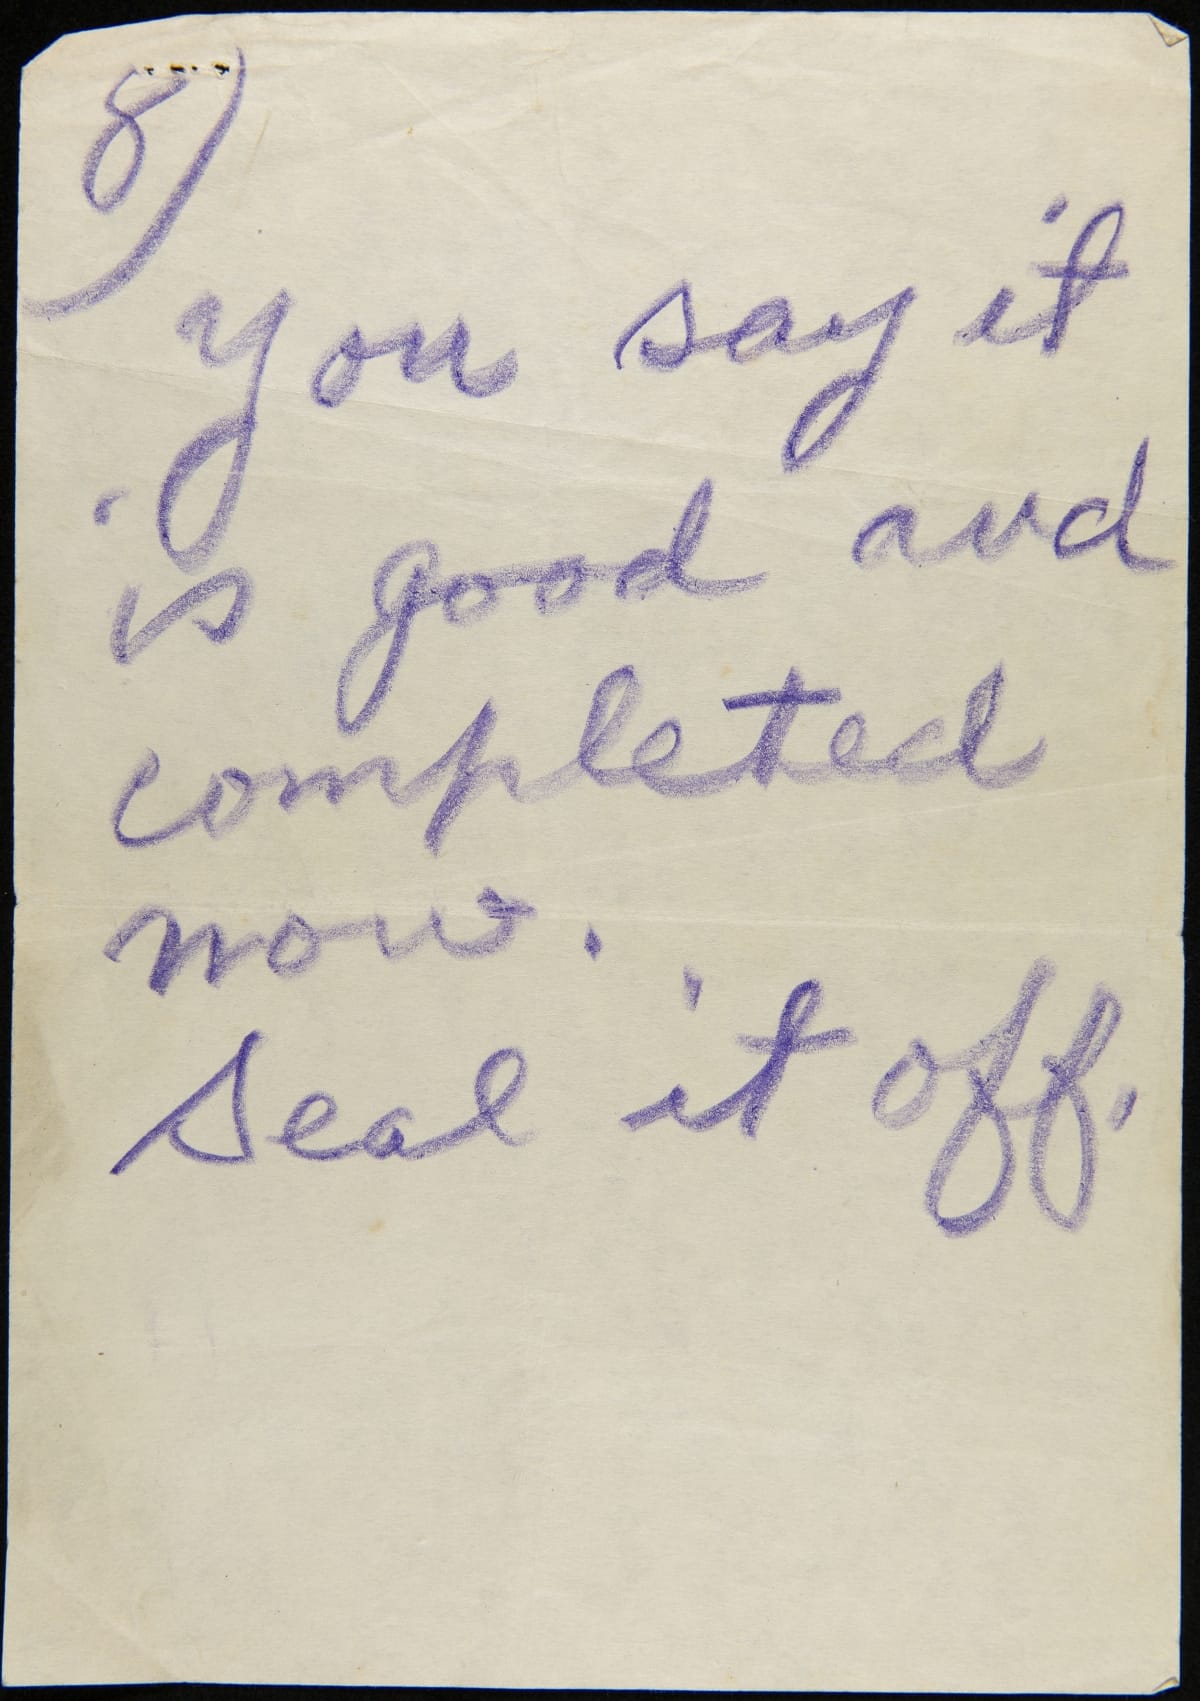 8)
you say it
is good and
completed
now.
Seal it off.